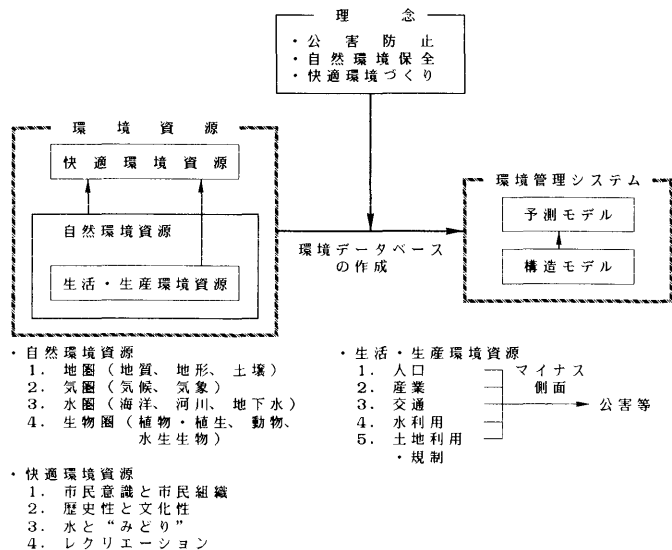 理念
・公害防止
・自然環境保全
・快適環境づくり
環境資源
快適環境資源
自然環境資源
生活・生産環境資源
環境データベース
の作成
環境管理システム
予測モデル
構造モデル
・自然環境資源
1. 地圏（地質、地形、土壌）
2. 気圏（気候、気象）
3. 水圏（海洋、河川、地下水）
4. 生物圏（植物・植生、動物、
水生生物）
・快適環境資源
1. 市民意識と市民組織
2. 歴史性と文化性
3. 水と“みどり”
4. レクリエーション
・生活・生産環境資源
1. 人口
2. 産業
3. 交通
4. 水利用
5. 土地利用
・規制
マイナス
側面
公害等